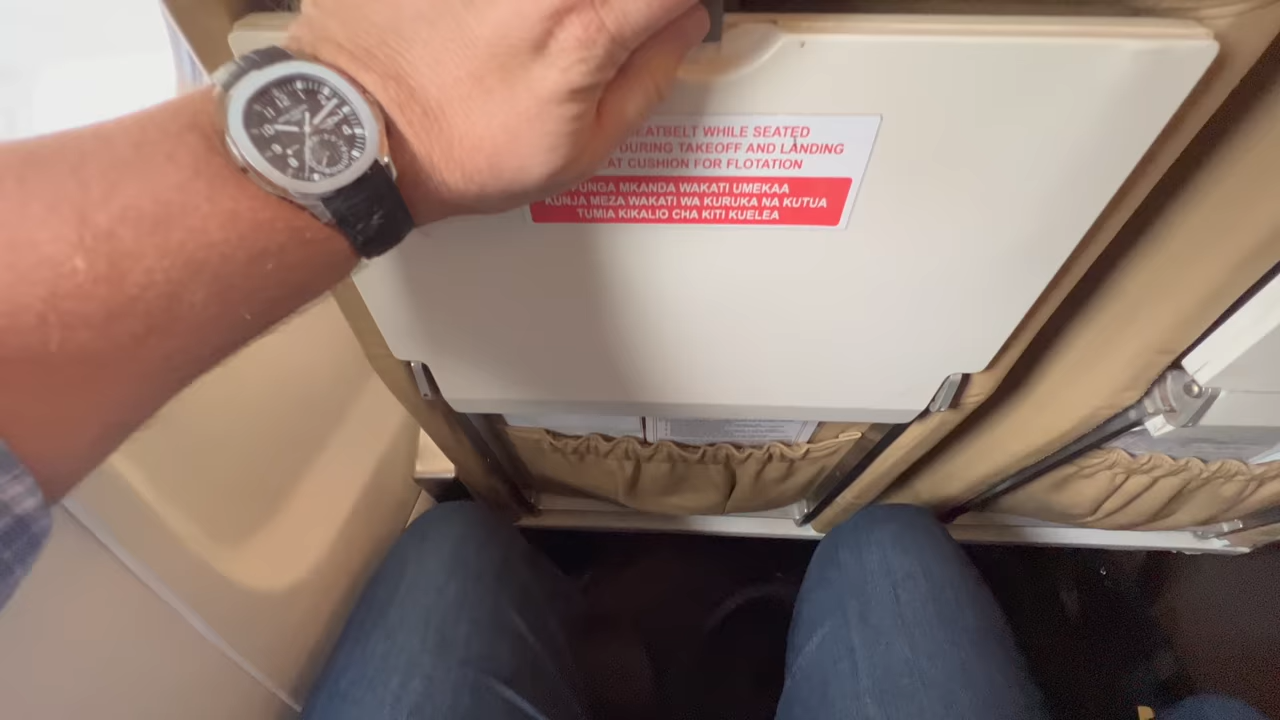 SEATBELT WHILE SEATED
DURING TAKEOFF AND LANDING
AT CUSHION FOR FLOTATION
FUNGA MKANDA WAKATI UMEKAA
KUNJA MEZA WAKATI WA KURUKA NA KUTUA
TUMIA KIKALIO CHA KITI KUELEA